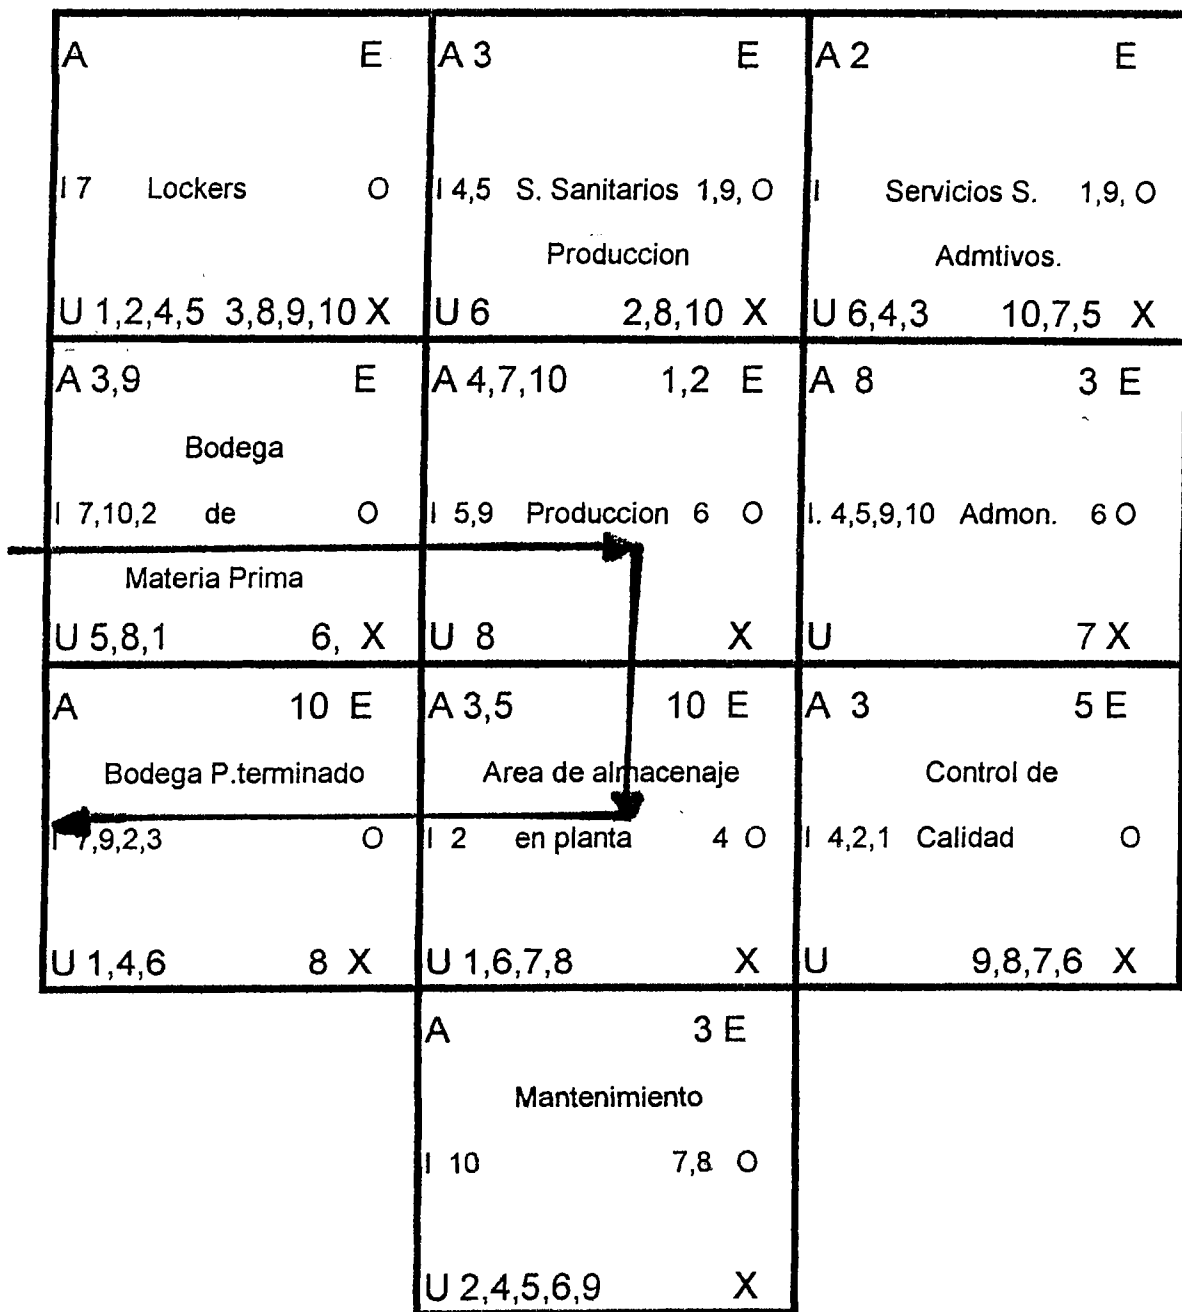 A E A 3 E A 2 E
I 7 Lockers O I 4,5 S. Sanitarios 1,9, O I Servicios S. 1,9, O
Produccion Admtivos.
U 1,2,4,5 3,8,9,10 X U 6 2,8,10 X U 6,4,3 10,7,5 X
A 3,9 E A 4,7,10 1,2 E A 8 3 E
Bodega
I 7,10,2 de O I 5,9 Produccion 6 O I. 4,5,9,10 Admon. 6 O
Materia Prima
U 5,8,1 6, X U 8 X U 7 X
A 10 E A 3,5 10 E A 3 5 E
Bodega P.terminado Area de almacenaje Control de
I 7,9,2,3 O I 2 en planta 4 O I 4,2,1 Calidad O
U 1,4,6 8 X U 1,6,7,8 X U 9,8,7,6 X
A 3 E
Mantenimiento
I 10 7,8 O
U 2,4,5,6,9 X